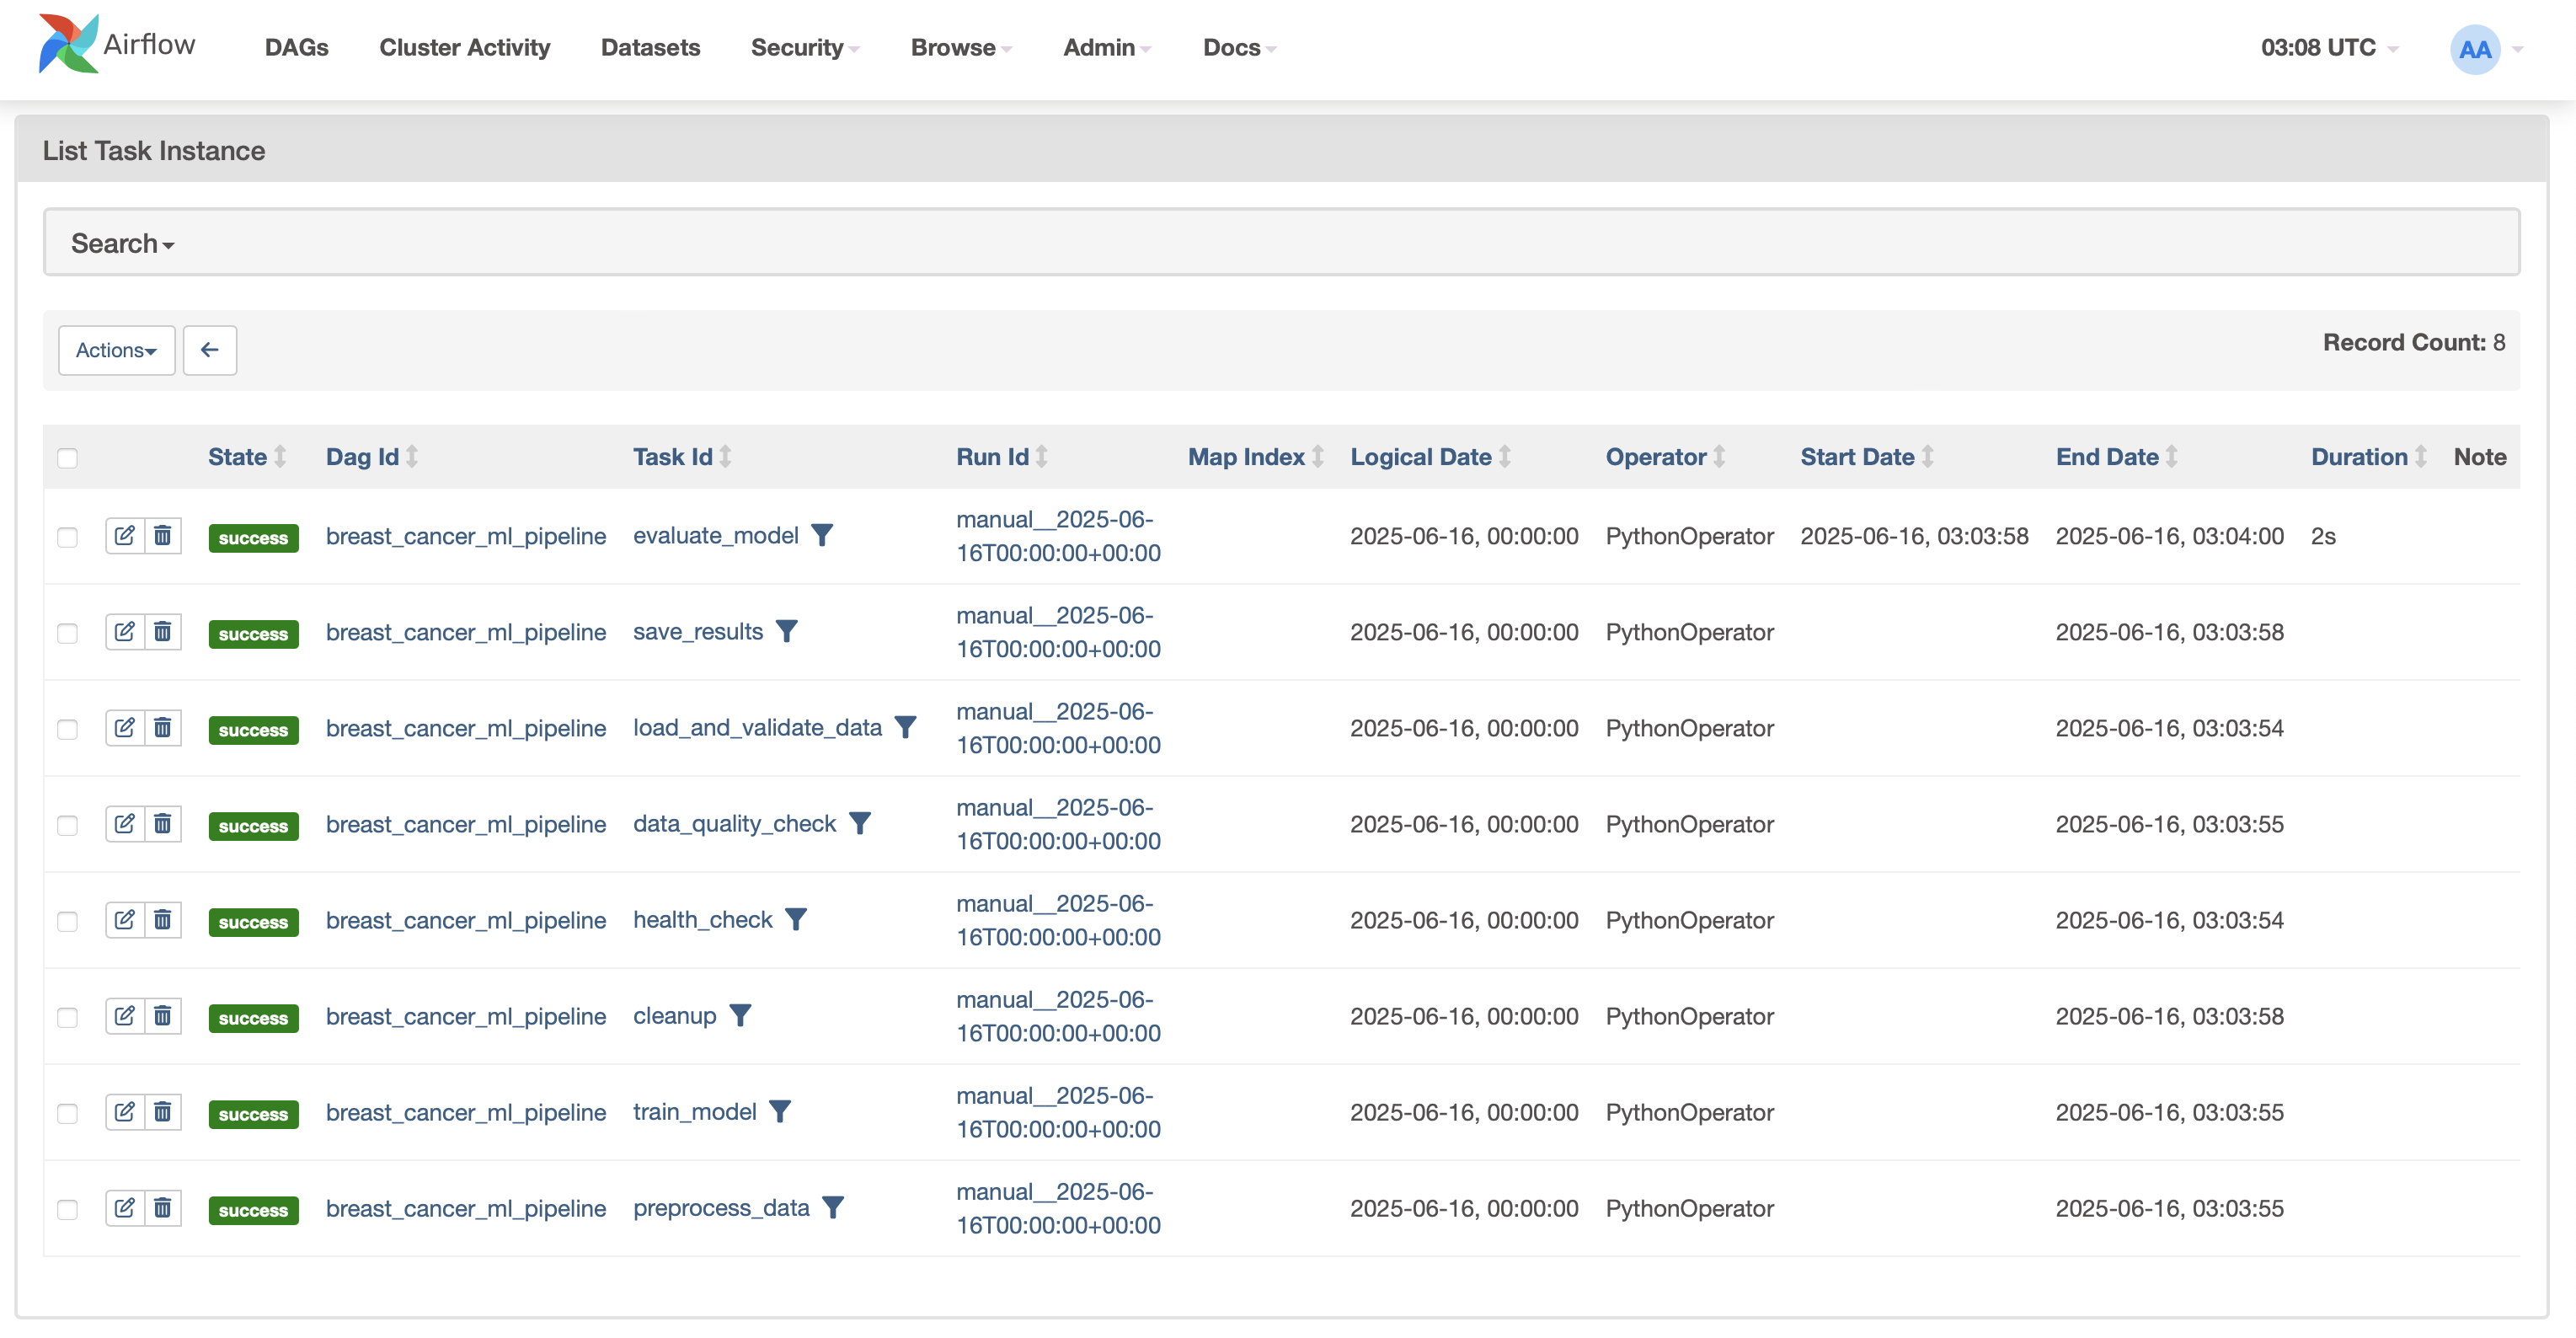 Airflow DAGs Cluster Activity Datasets Security Browse Admin Docs 03:08 UTC AA
List Task Instance
Search
Actions
Record Count: 8
State Dag Id Task Id Run Id Map Index Logical Date Operator Start Date End Date Duration Note
success breast_cancer_ml_pipeline evaluate_model manual__2025-06- 2025-06-16, 00:00:00 PythonOperator 2025-06-16, 03:03:58 2025-06-16, 03:04:00 2s
16T00:00:00+00:00
success breast_cancer_ml_pipeline save_results manual__2025-06- 2025-06-16, 00:00:00 PythonOperator 2025-06-16, 03:03:58
16T00:00:00+00:00
success breast_cancer_ml_pipeline load_and_validate_data manual__2025-06- 2025-06-16, 00:00:00 PythonOperator 2025-06-16, 03:03:54
16T00:00:00+00:00
success breast_cancer_ml_pipeline data_quality_check manual__2025-06- 2025-06-16, 00:00:00 PythonOperator 2025-06-16, 03:03:55
16T00:00:00+00:00
success breast_cancer_ml_pipeline health_check manual__2025-06- 2025-06-16, 00:00:00 PythonOperator 2025-06-16, 03:03:54
16T00:00:00+00:00
success breast_cancer_ml_pipeline cleanup manual__2025-06- 2025-06-16, 00:00:00 PythonOperator 2025-06-16, 03:03:58
16T00:00:00+00:00
success breast_cancer_ml_pipeline train_model manual__2025-06- 2025-06-16, 00:00:00 PythonOperator 2025-06-16, 03:03:55
16T00:00:00+00:00
success breast_cancer_ml_pipeline preprocess_data manual__2025-06- 2025-06-16, 00:00:00 PythonOperator 2025-06-16, 03:03:55
16T00:00:00+00:00